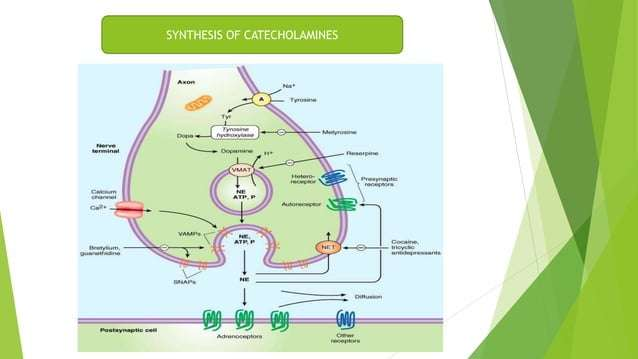 SYNTHESIS OF CATECHOLAMINES
Axon
Na+
A
Tyrosine
Tyr
Tyrosine
hydroxylase
Metyrosine
Dopa
Nerve
terminal
Dopamine
H+
Reserpine
VMAT
Hetero-
receptor
Presynaptic
receptors
NE
ATP, P
Calcium
channel
Autoreceptor
Ca2+
VAMPs
NE,
ATP, P
Bretylium,
guanethidine
NET
Cocaine,
tricyclic
antidepressants
SNAPs
NE
Diffusion
Postsynaptic cell
Adrenoceptors
Other
receptors